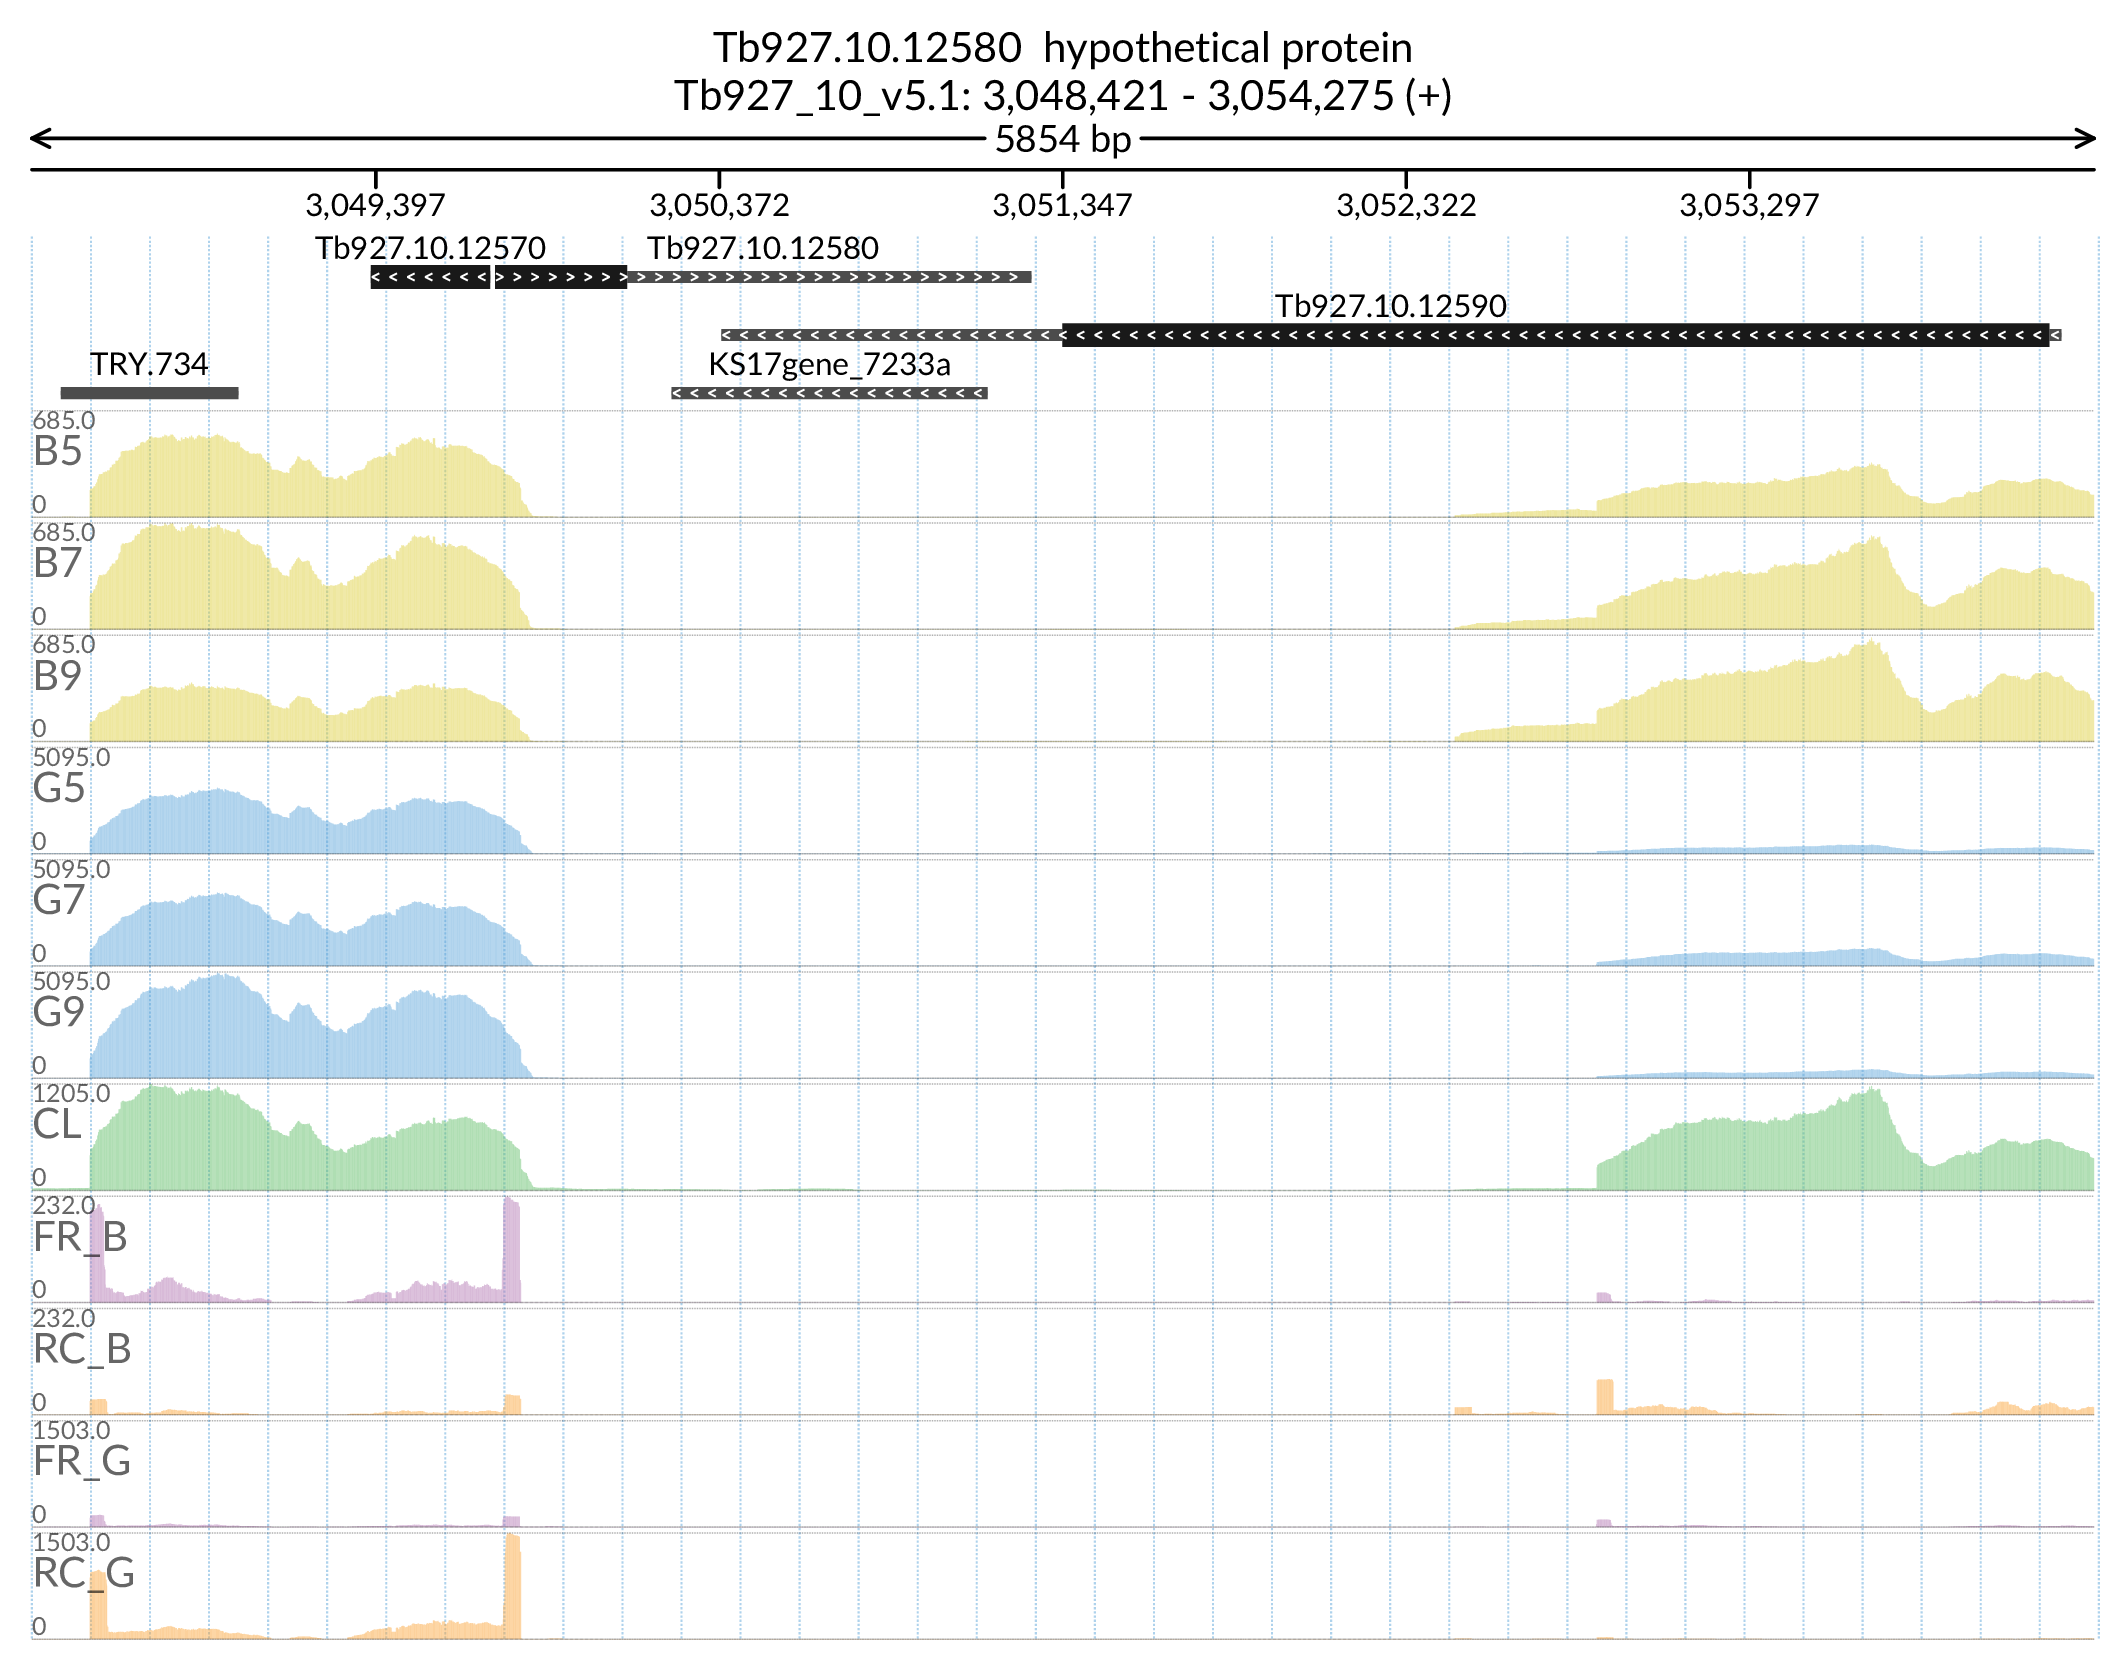 Tb927.10.12580  hypothetical protein
Tb927_10_v5.1: 3,048,421 - 3,054,275 (+)
5854 bp
3,049,397 3,050,372 3,051,347 3,052,322 3,053,297
Tb927.10.12570 Tb927.10.12580
Tb927.10.12590
TRY.734 KS17gene_7233a
685.0
B5
0
685.0
B7
0
685.0
B9
0
5095.0
G5
0
5095.0
G7
0
5095.0
G9
0
1205.0
CL
0
232.0
FR_B
0
232.0
RC_B
0
1503.0
FR_G
0
1503.0
RC_G
0